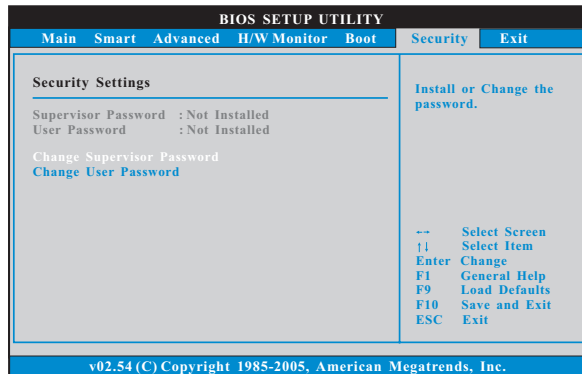 BIOS SETUP UTILITY
Main Smart Advanced H/W Monitor Boot Security Exit
Security Settings
Supervisor Password : Not Installed
User Password : Not Installed
Change Supervisor Password
Change User Password
Install or Change the
password.
←→ Select Screen
↑↓ Select Item
Enter Change
F1 General Help
F9 Load Defaults
F10 Save and Exit
ESC Exit
v02.54 (C) Copyright 1985-2005, American Megatrends, Inc.